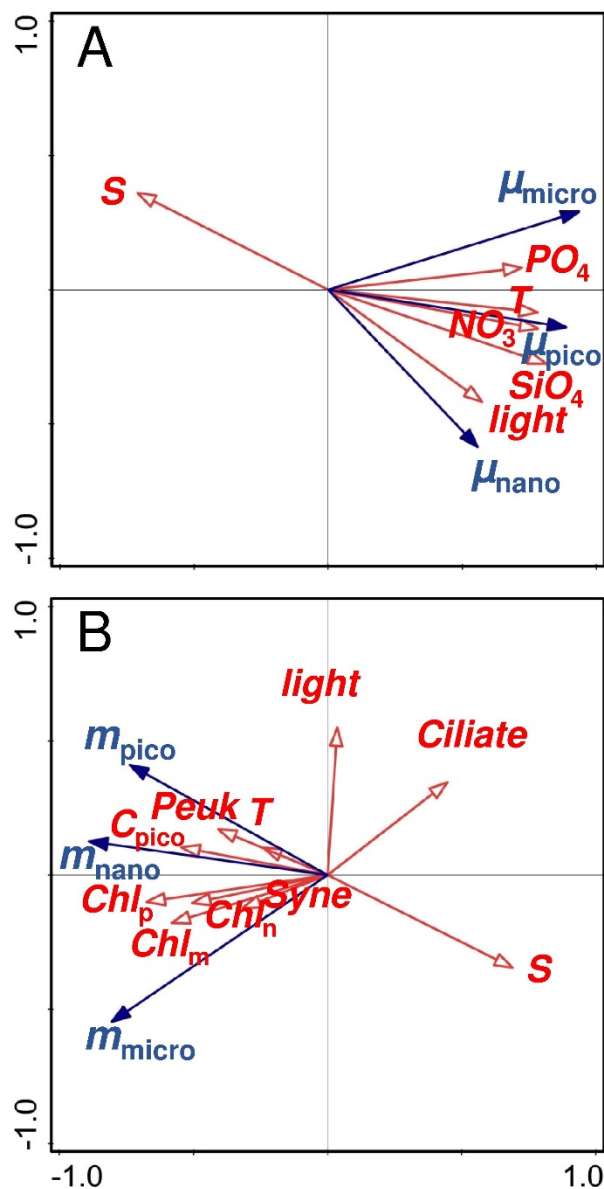 1.0
A
S
μmicro
PO4
T
NO3
μpico
SiO4
light
μnano
-1.0
1.0
B
light
mpico
Ciliate
Peuk T
Cpico
mnano
Chlp
Chln
Syne
Chlm
S
mmicro
-1.0
-1.0
1.0